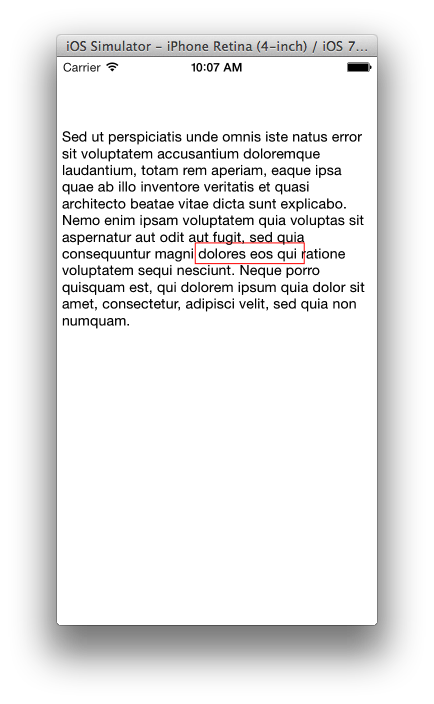 iOS Simulator - iPhone Retina (4-inch) / iOS 7...
Carrier 10:07 AM
Sed ut perspiciatis unde omnis iste natus error
sit voluptatem accusantium doloremque
laudantium, totam rem aperiam, eaque ipsa
quae ab illo inventore veritatis et quasi
architecto beatae vitae dicta sunt explicabo.
Nemo enim ipsam voluptatem quia voluptas sit
aspernatur aut odit aut fugit, sed quia
consequuntur magni dolores eos qui ratione
voluptatem sequi nesciunt. Neque porro
quisquam est, qui dolorem ipsum quia dolor sit
amet, consectetur, adipisci velit, sed quia non
numquam.